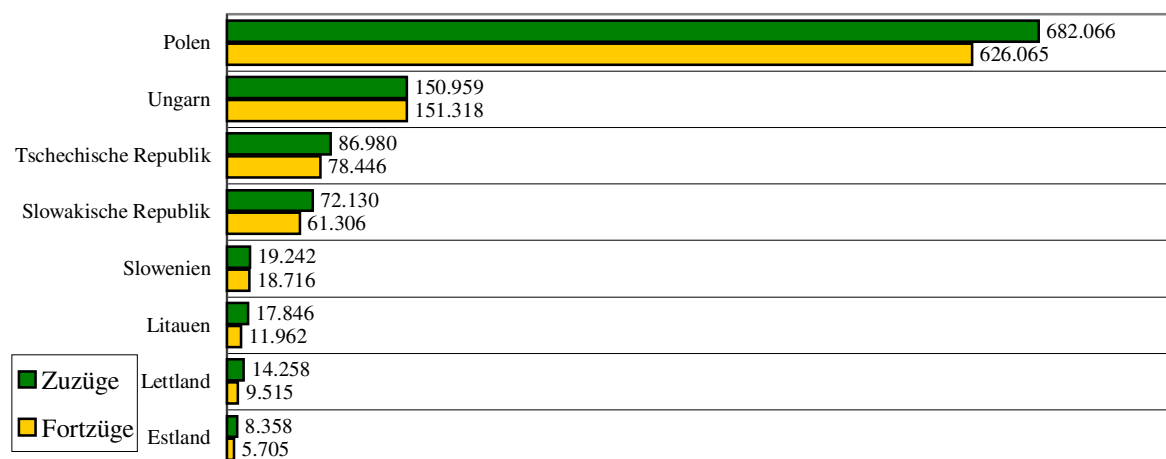 Polen
682.066
626.065
Ungarn
150.959
151.318
Tschechische Republik
86.980
78.446
Slowakische Republik
72.130
61.306
Slowenien
19.242
18.716
Litauen
17.846
11.962
Lettland
14.258
9.515
Estland
8.358
5.705
Zuzüge
Fortzüge